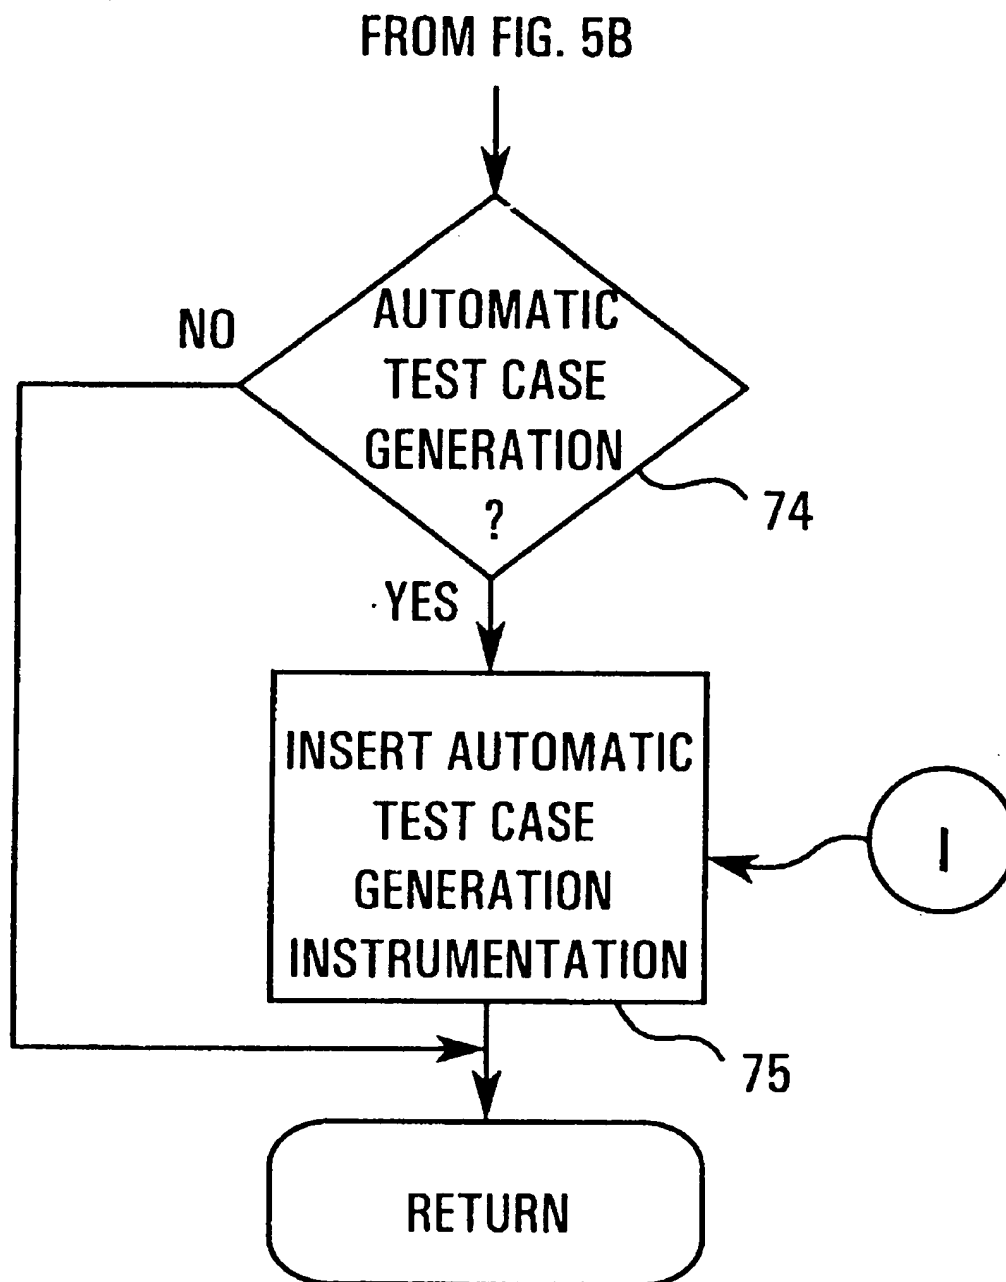 FROM FIG. 5B
NO
AUTOMATIC
TEST CASE
GENERATION
?
74
YES
INSERT AUTOMATIC
TEST CASE
GENERATION
INSTRUMENTATION
I
75
RETURN